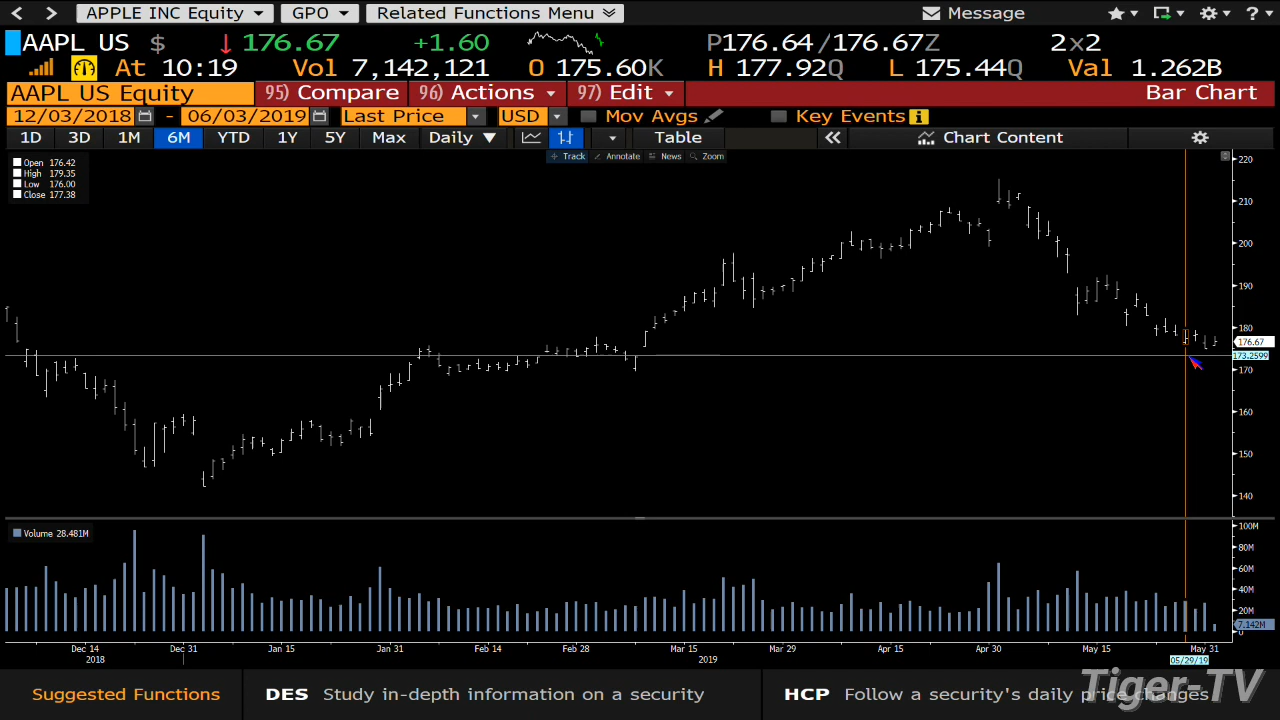 APPLE INC Equity GPO Related Functions Menu Message ?
AAPL US $ ↓ 176.67 +1.60 P176.64 /176.67Z 2x2
At 10:19 Vol 7,142,121 O 175.60K H 177.92Q L 175.44Q Val 1.262B
AAPL US Equity 95) Compare 96) Actions 97) Edit Bar Chart
12/03/2018 - 06/03/2019 Last Price USD Mov Avgs Key Events i
1D 3D 1M 6M YTD 1Y 5Y Max Daily ▼ Table « Chart Content
Track Annotate News Zoom
Open 176.42
High 179.35
Low 176.00
Close 177.38
220
210
200
190
180
176.67
173.2599
170
160
150
140
Volume 28.481M
100M
80M
60M
40M
20M
7.142M
0
Dec 14 Dec 31 Jan 15 Jan 31 Feb 14 Feb 28 Mar 15 Mar 29 Apr 15 Apr 30 May 15 May 31
2018 2019 05/29/19
Suggested Functions DES Study in-depth information on a security HCP Follow a security's daily price changes
Tiger-TV